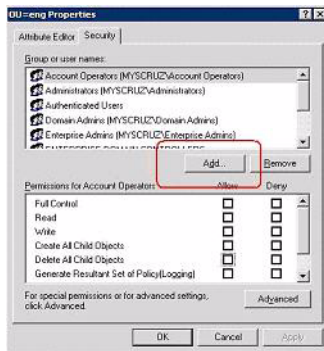 OU=eng Properties
Attribute Editor Security
Group or user names:
Account Operators (MYSCRUZ\Account Operators)
Administrators (MYSCRUZ\Administrators)
Authenticated Users
Domain Admins (MYSCRUZ\Domain Admins)
Enterprise Admins (MYSCRUZ\Enterprise Admins)
ENTERPRISE DOMAIN CONTROLLERS
Add... Remove
Permissions for Account Operators Allow Deny
Full Control
Read
Write
Create All Child Objects
Delete All Child Objects
Generate Resultant Set of Policy(Logging)
For special permissions or for advanced settings,
click Advanced.
Advanced
OK Cancel Apply